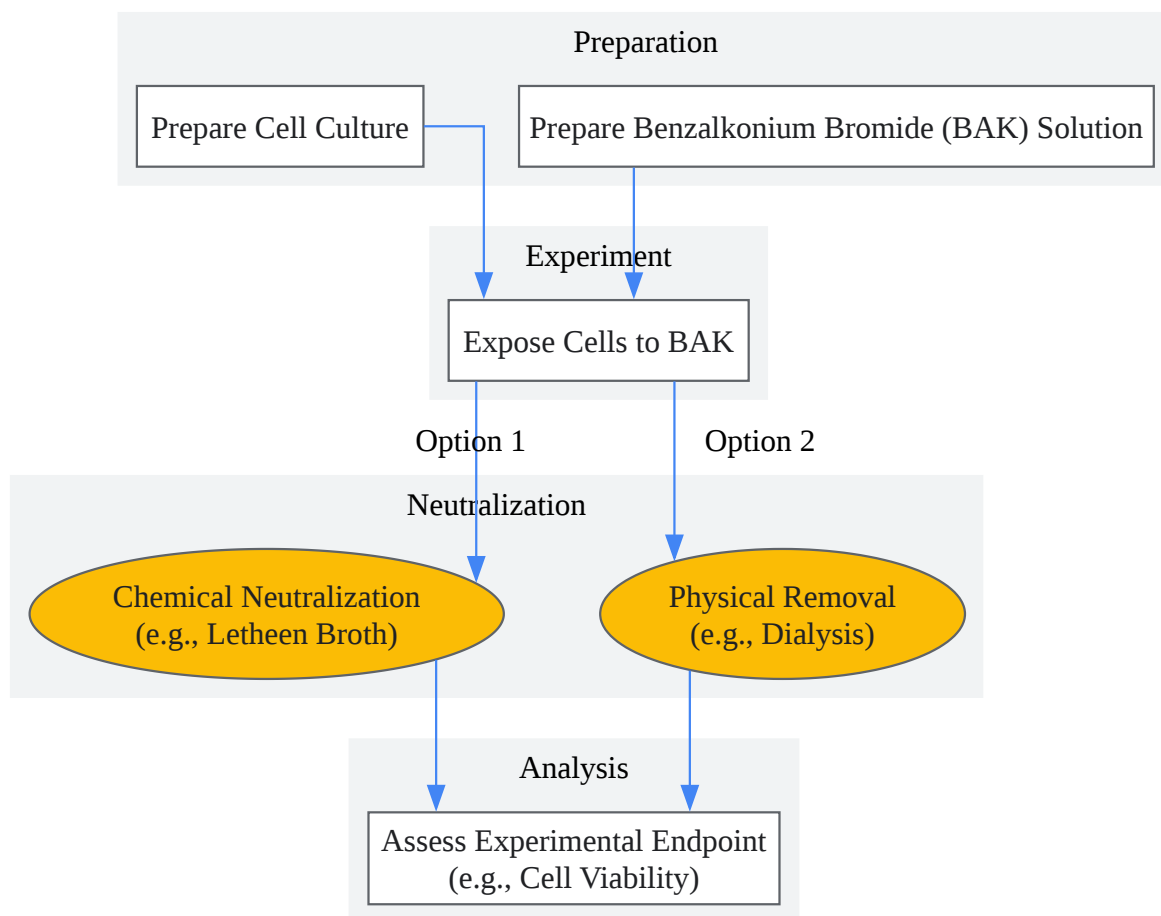 Preparation
Prepare Cell Culture
Prepare Benzalkonium Bromide (BAK) Solution
Experiment
Expose Cells to BAK
Option 1
Option 2
Neutralization
Chemical Neutralization
(e.g., Letheen Broth)
Physical Removal
(e.g., Dialysis)
Analysis
Assess Experimental Endpoint
(e.g., Cell Viability)